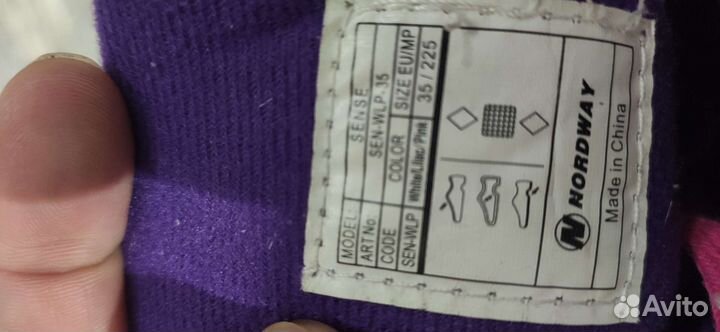 MODEL: SENSE
ART No. SEN-WLP-35
CODE COLOR SIZE EU/MP
SEN-WLP White/Lilac/Pink 35 / 225
NORDWAY
Made in China
Avito